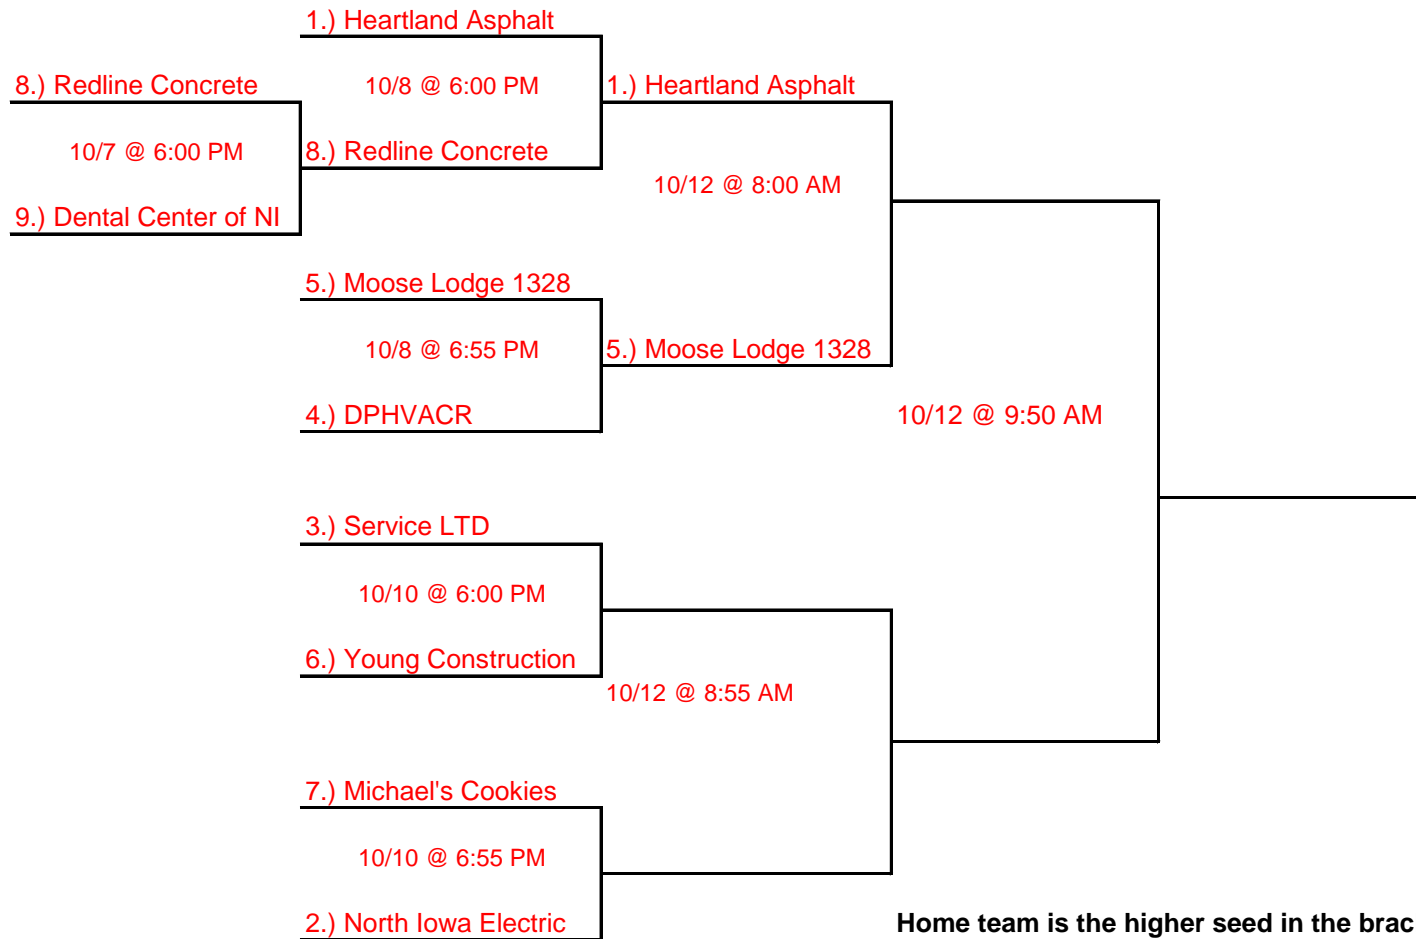 1.) Heartland Asphalt
8.) Redline Concrete
10/8 @ 6:00 PM
1.) Heartland Asphalt
10/7 @ 6:00 PM
8.) Redline Concrete
10/12 @ 8:00 AM
9.) Dental Center of NI
5.) Moose Lodge 1328
10/8 @ 6:55 PM
5.) Moose Lodge 1328
4.) DPHVACR
10/12 @ 9:50 AM
3.) Service LTD
10/10 @ 6:00 PM
6.) Young Construction
10/12 @ 8:55 AM
7.) Michael's Cookies
10/10 @ 6:55 PM
2.) North Iowa Electric
Home team is the higher seed in the brac